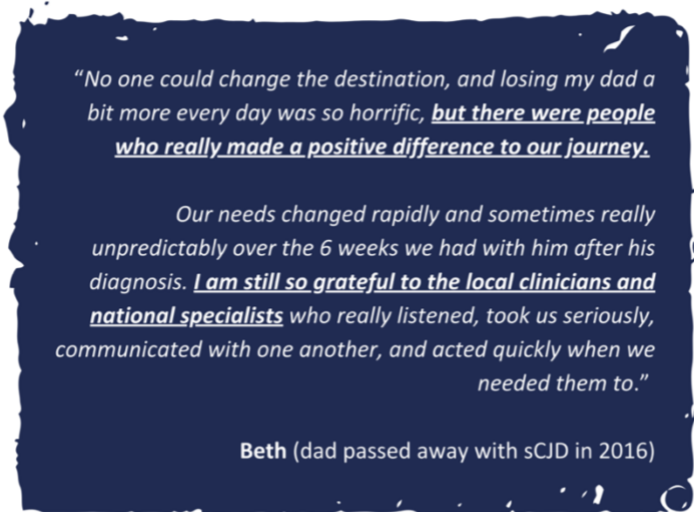 “No one could change the destination, and losing my dad a
bit more every day was so horrific, but there were people
who really made a positive difference to our journey.
Our needs changed rapidly and sometimes really
unpredictably over the 6 weeks we had with him after his
diagnosis. I am still so grateful to the local clinicians and
national specialists who really listened, took us seriously,
communicated with one another, and acted quickly when we
needed them to.”
Beth (dad passed away with sCJD in 2016)